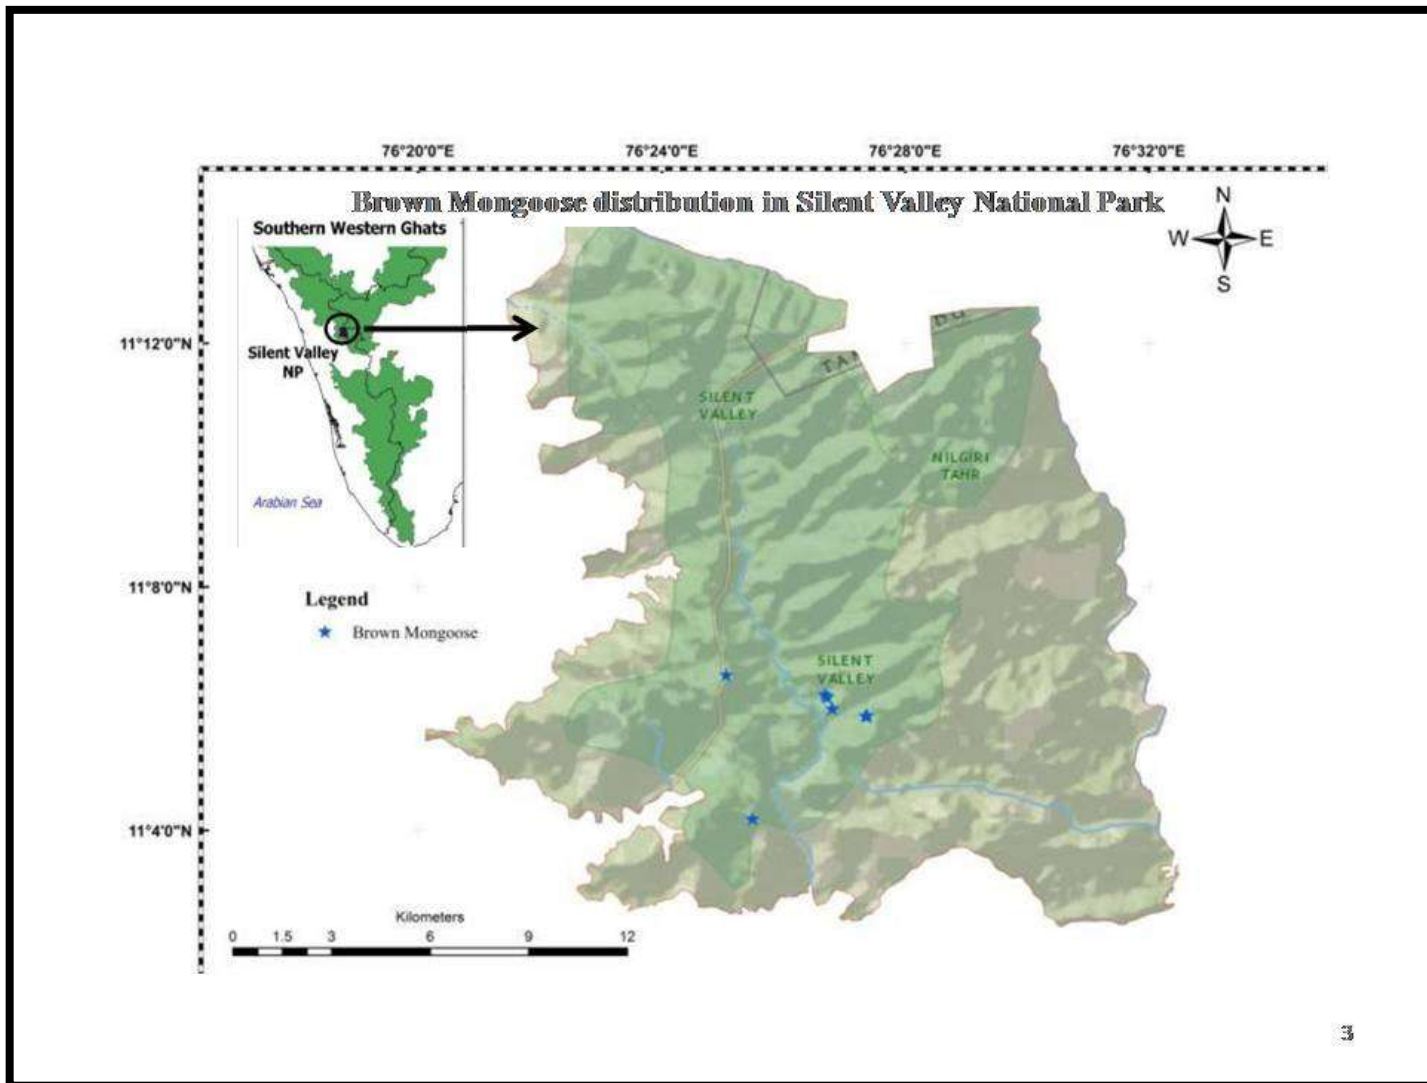 76°20'0"E 76°24'0"E 76°28'0"E 76°32'0"E
Brown Mongoose distribution in Silent Valley National Park
N
W E
S
Southern Western Ghats
Silent Valley
NP
Arabian Sea
11°12'0"N
11°8'0"N
11°4'0"N
SILENT
VALLEY
NILGIRI
TAHR
SILENT
VALLEY
Legend
Brown Mongoose
Kilometers
0 1.5 3 6 9 12
3